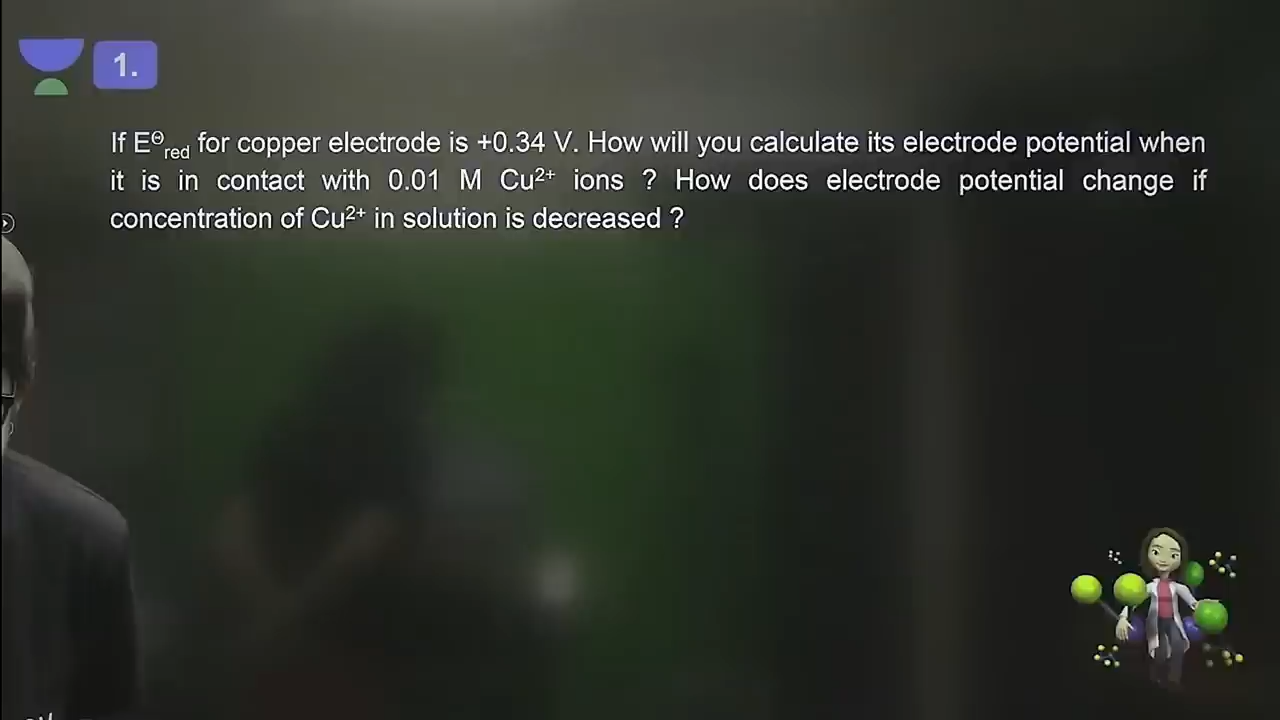 1.
If E⊖red for copper electrode is +0.34 V. How will you calculate its electrode potential when
it is in contact with 0.01 M Cu²⁺ ions ? How does electrode potential change if
concentration of Cu²⁺ in solution is decreased ?